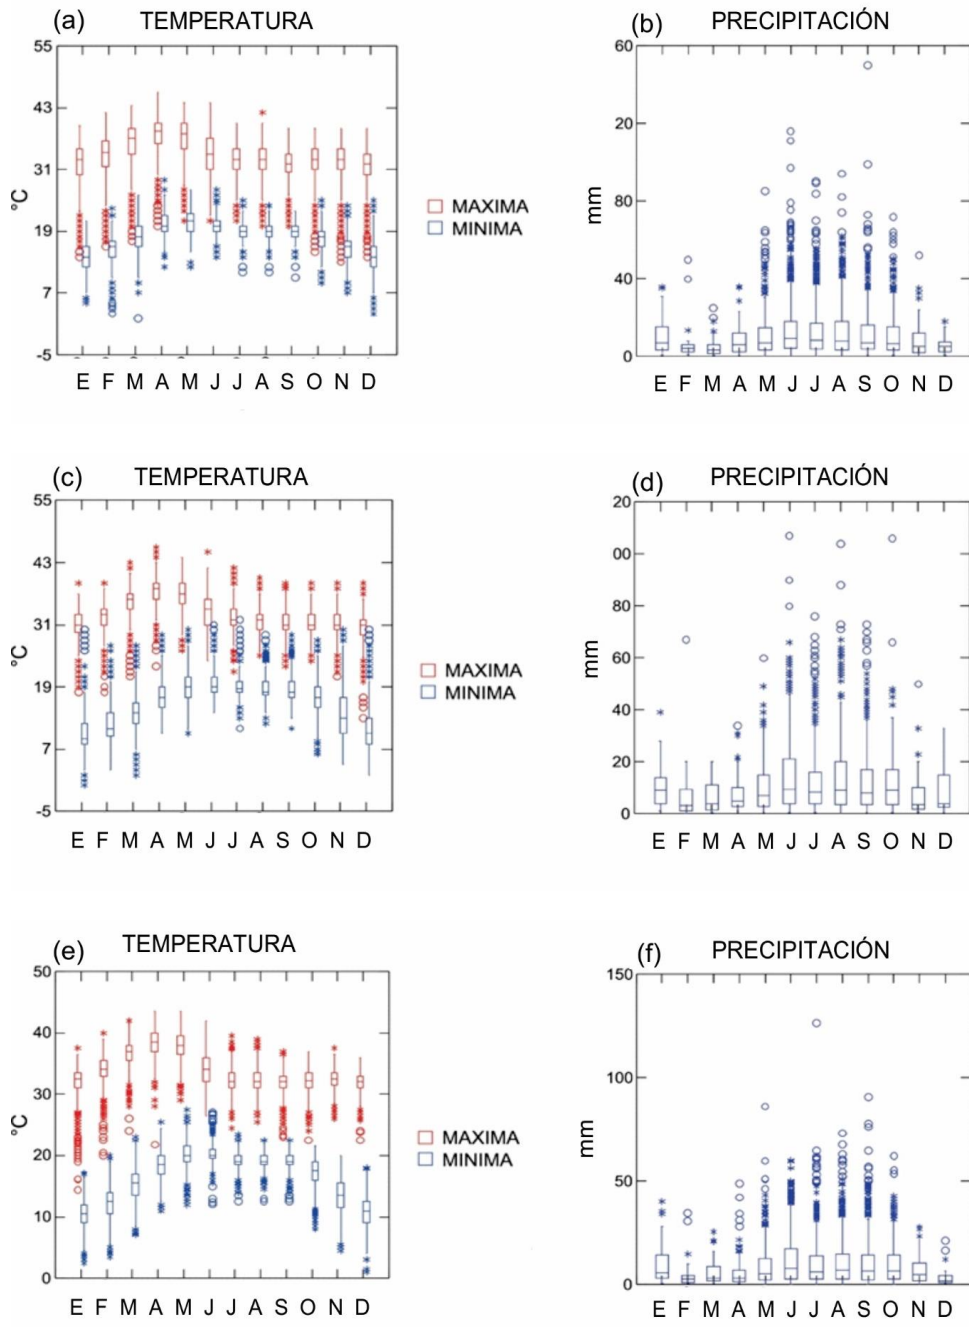 (a) TEMPERATURA
55
43
31
19
7
-5
°C
E F M A M J J A S O N D
MAXIMA
MINIMA
(b) PRECIPITACIÓN
60
20
80
40
0
mm
E F M A M J J A S O N D
(c) TEMPERATURA
55
43
31
19
7
-5
°C
E F M A M J J A S O N D
MAXIMA
MINIMA
(d) PRECIPITACIÓN
20
00
80
60
40
20
0
mm
E F M A M J J A S O N D
(e) TEMPERATURA
50
40
30
20
10
0
°C
E F M A M J J A S O N D
MAXIMA
MINIMA
(f) PRECIPITACIÓN
150
100
50
0
mm
E F M A M J J A S O N D